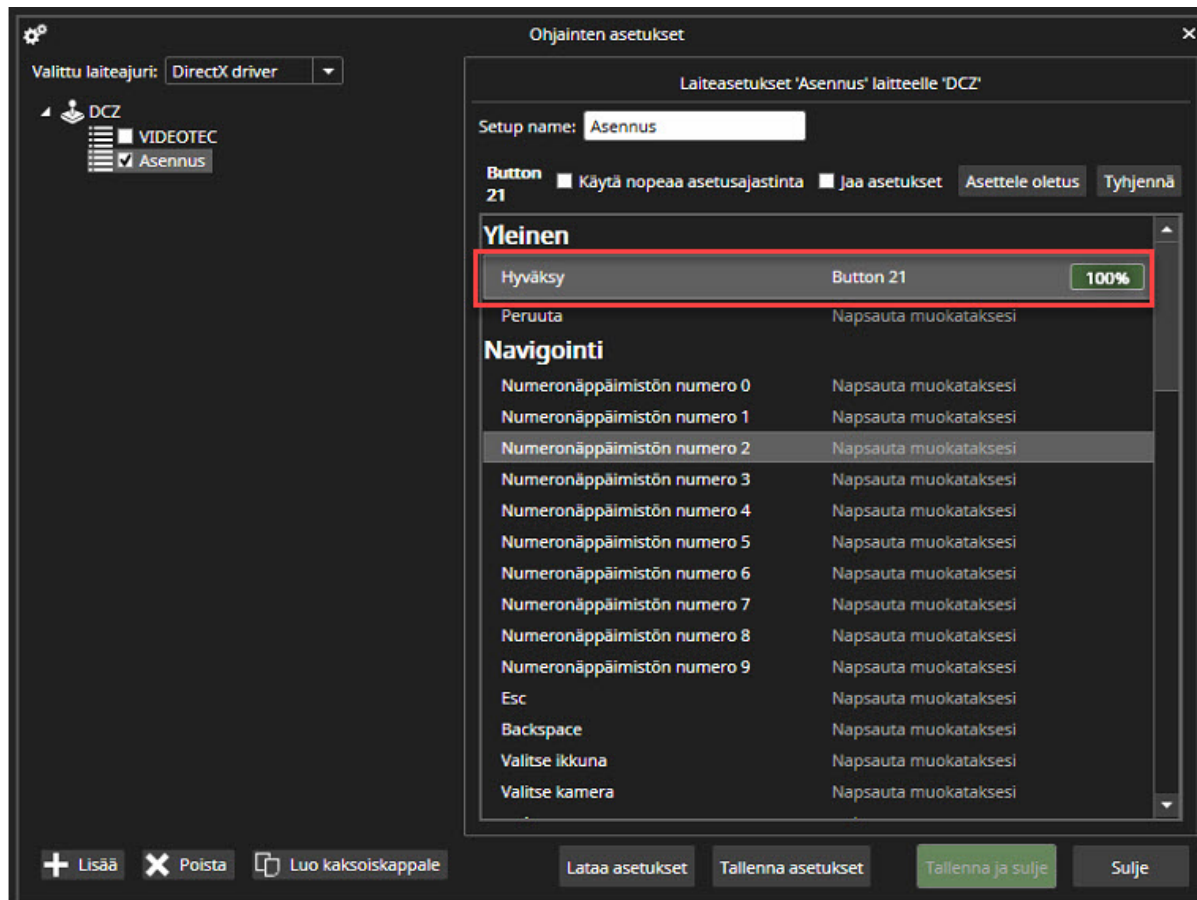 Ohjainten asetukset
Valittu laiteajuri: DirectX driver
DCZ
VIDEOTEC
Asennus
Laiteasetukset 'Asennus' laitteelle 'DCZ'
Setup name: Asennus
Button 21
Käytä nopeaa asetusajastinta
Jaa asetukset
Asettele oletus
Tyhjennä
Yleinen
Hyväksy Button 21 100%
Peruuta Napsauta muokataksesi
Navigointi
Numeronäppäimistön numero 0 Napsauta muokataksesi
Numeronäppäimistön numero 1 Napsauta muokataksesi
Numeronäppäimistön numero 2 Napsauta muokataksesi
Numeronäppäimistön numero 3 Napsauta muokataksesi
Numeronäppäimistön numero 4 Napsauta muokataksesi
Numeronäppäimistön numero 5 Napsauta muokataksesi
Numeronäppäimistön numero 6 Napsauta muokataksesi
Numeronäppäimistön numero 7 Napsauta muokataksesi
Numeronäppäimistön numero 8 Napsauta muokataksesi
Numeronäppäimistön numero 9 Napsauta muokataksesi
Esc Napsauta muokataksesi
Backspace Napsauta muokataksesi
Valitse ikkuna Napsauta muokataksesi
Valitse kamera Napsauta muokataksesi
Lisää Poista Luo kaksoiskappale Lataa asetukset Tallenna asetukset Tallenna ja sulje Sulje